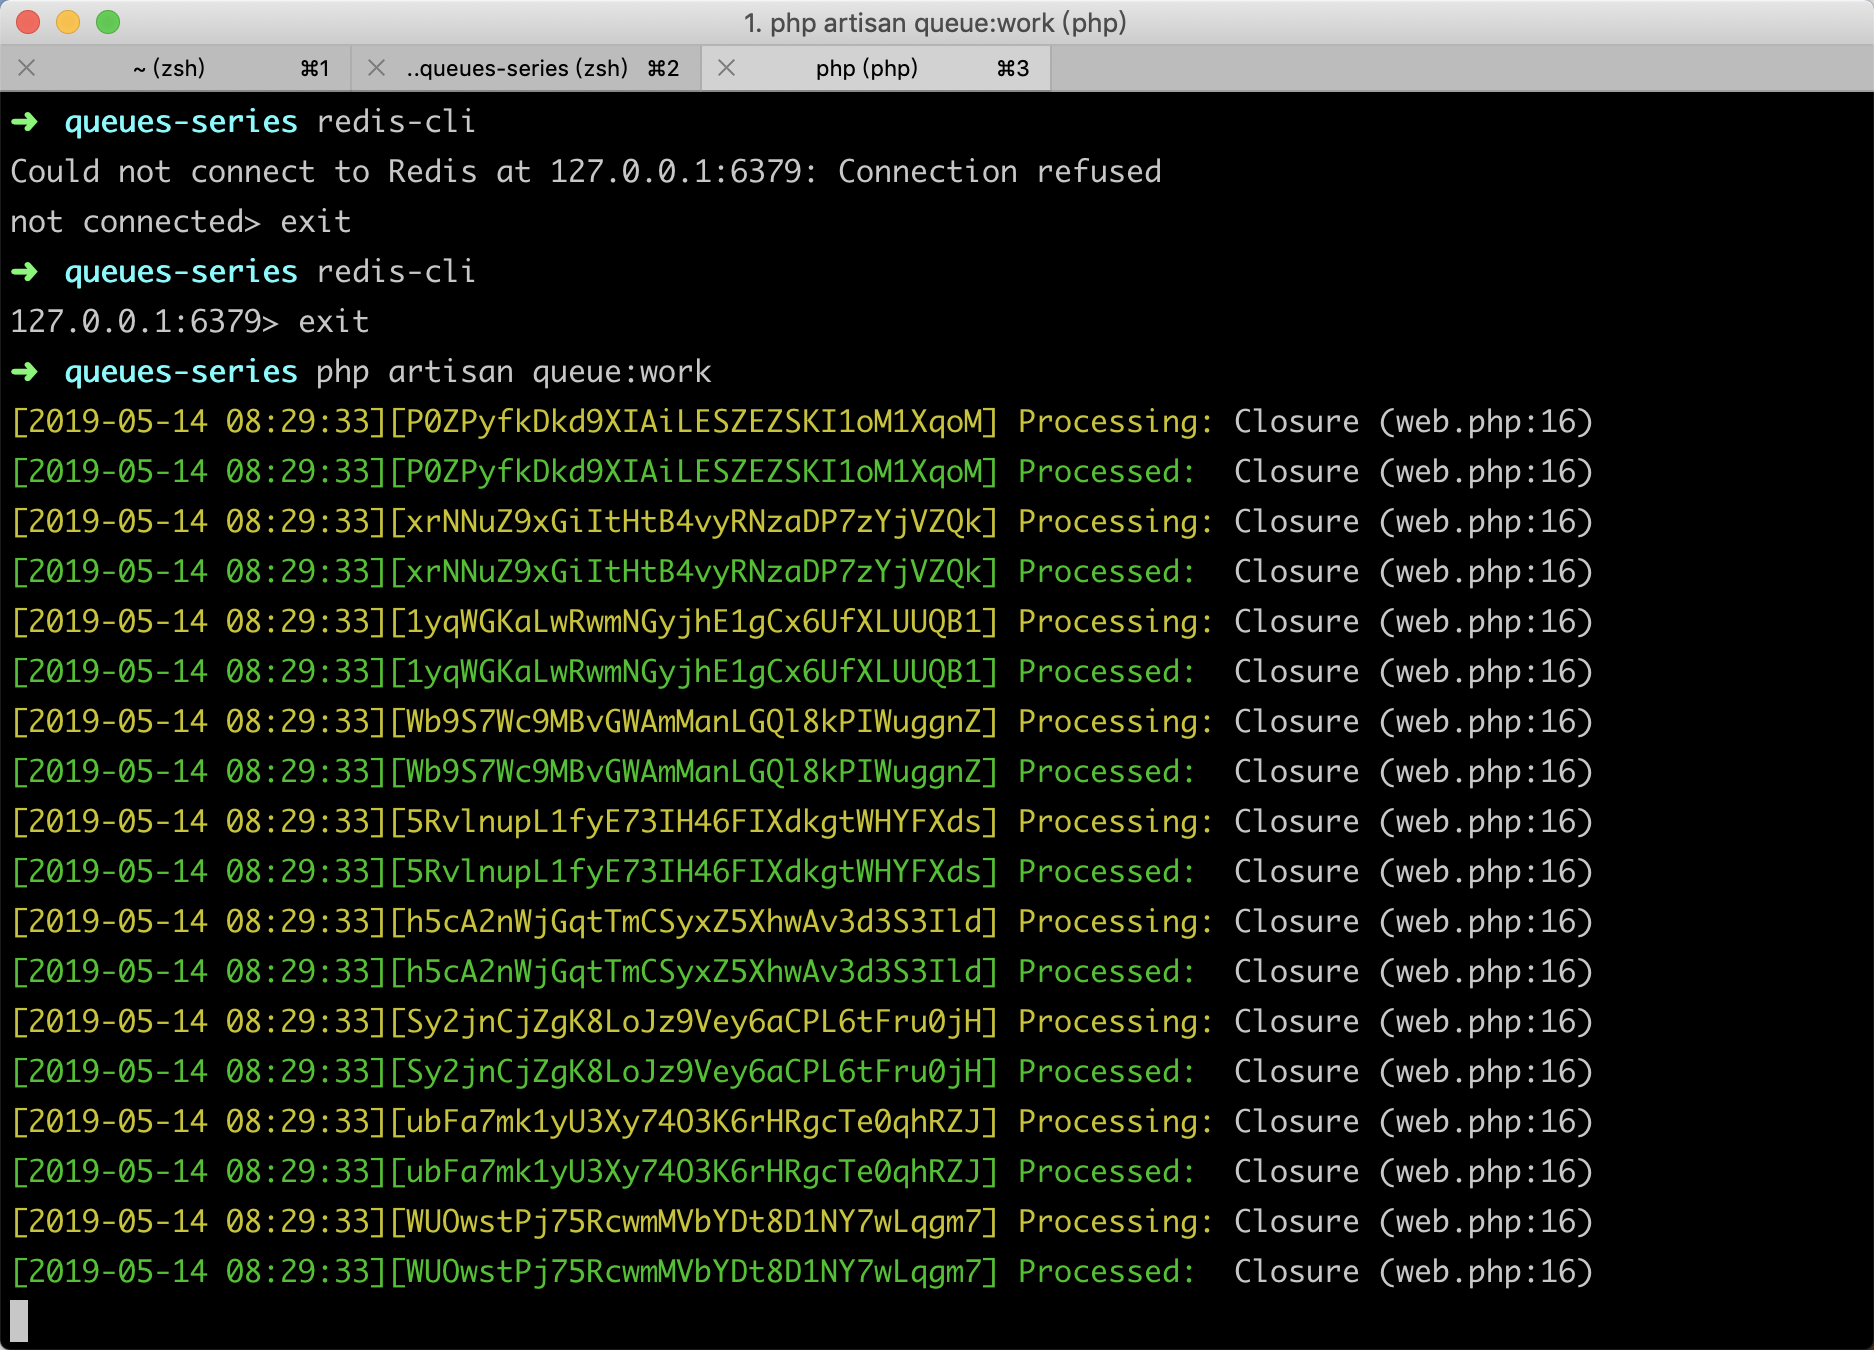 1. php artisan queue:work (php)
~ (zsh) ⌘1 ..queues-series (zsh) ⌘2 php (php) ⌘3
➜ queues-series redis-cli
Could not connect to Redis at 127.0.0.1:6379: Connection refused
not connected> exit
➜ queues-series redis-cli
127.0.0.1:6379> exit
➜ queues-series php artisan queue:work
[2019-05-14 08:29:33][P0ZPyfkDkd9XIAiLESZEZSKI1oM1XqoM] Processing: Closure (web.php:16)
[2019-05-14 08:29:33][P0ZPyfkDkd9XIAiLESZEZSKI1oM1XqoM] Processed: Closure (web.php:16)
[2019-05-14 08:29:33][xrNNuZ9xGiItHtB4vyRNzaDP7zYjVZQk] Processing: Closure (web.php:16)
[2019-05-14 08:29:33][xrNNuZ9xGiItHtB4vyRNzaDP7zYjVZQk] Processed: Closure (web.php:16)
[2019-05-14 08:29:33][1yqWGKaLwRwmNGyjhE1gCx6UfXLUUQB1] Processing: Closure (web.php:16)
[2019-05-14 08:29:33][1yqWGKaLwRwmNGyjhE1gCx6UfXLUUQB1] Processed: Closure (web.php:16)
[2019-05-14 08:29:33][Wb9S7Wc9MBvGWAmManLGQl8kPIWuggnZ] Processing: Closure (web.php:16)
[2019-05-14 08:29:33][Wb9S7Wc9MBvGWAmManLGQl8kPIWuggnZ] Processed: Closure (web.php:16)
[2019-05-14 08:29:33][5RvlnupL1fyE73IH46FIXdkgtWHYFXds] Processing: Closure (web.php:16)
[2019-05-14 08:29:33][5RvlnupL1fyE73IH46FIXdkgtWHYFXds] Processed: Closure (web.php:16)
[2019-05-14 08:29:33][h5cA2nWjGqtTmCSyxZ5XhwAv3d3S3Ild] Processing: Closure (web.php:16)
[2019-05-14 08:29:33][h5cA2nWjGqtTmCSyxZ5XhwAv3d3S3Ild] Processed: Closure (web.php:16)
[2019-05-14 08:29:33][Sy2jnCjZgK8LoJz9Vey6aCPL6tFru0jH] Processing: Closure (web.php:16)
[2019-05-14 08:29:33][Sy2jnCjZgK8LoJz9Vey6aCPL6tFru0jH] Processed: Closure (web.php:16)
[2019-05-14 08:29:33][ubFa7mk1yU3Xy74O3K6rHRgcTe0qhRZJ] Processing: Closure (web.php:16)
[2019-05-14 08:29:33][ubFa7mk1yU3Xy74O3K6rHRgcTe0qhRZJ] Processed: Closure (web.php:16)
[2019-05-14 08:29:33][WUOwstPj75RcwmMVbYDt8D1NY7wLqgm7] Processing: Closure (web.php:16)
[2019-05-14 08:29:33][WUOwstPj75RcwmMVbYDt8D1NY7wLqgm7] Processed: Closure (web.php:16)